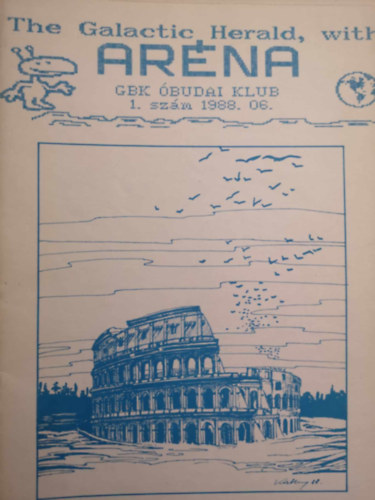 The Galactic Herald, with
ARÉNA
GBK ÓBUDAI KLUB
1. szám 1988. 06.